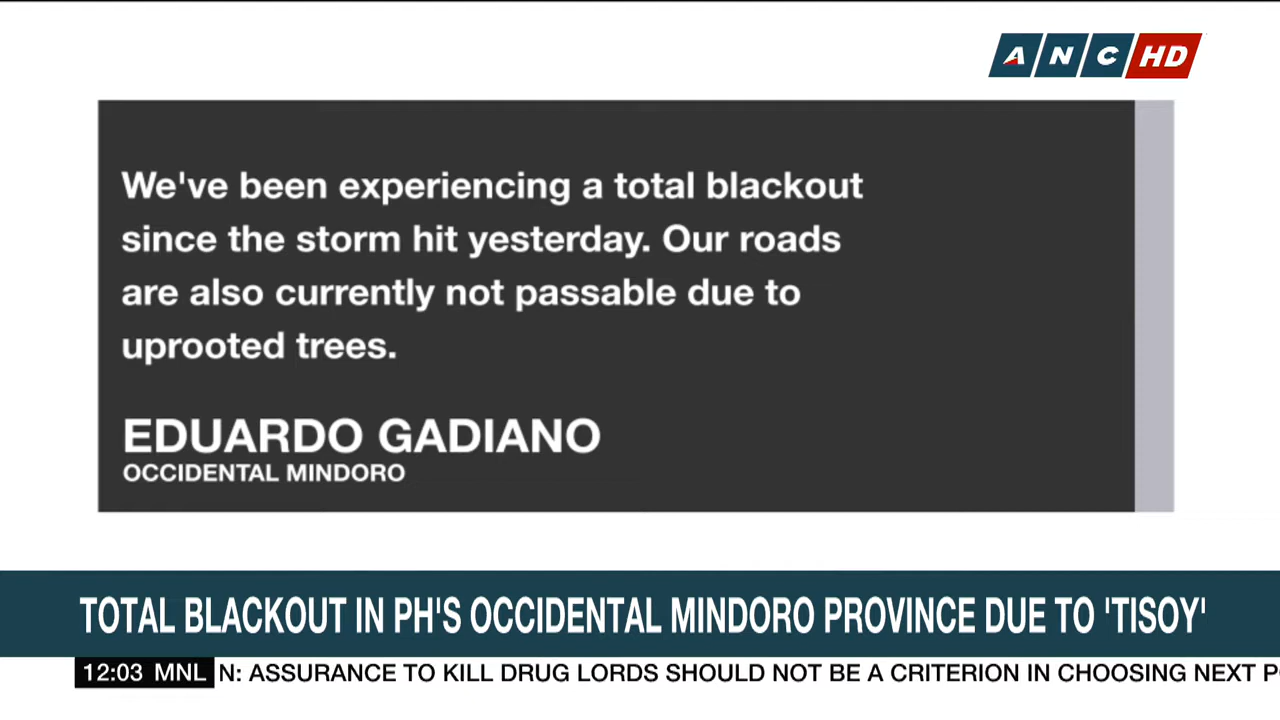 ANC HD
We've been experiencing a total blackout
since the storm hit yesterday. Our roads
are also currently not passable due to
uprooted trees.
EDUARDO GADIANO
OCCIDENTAL MINDORO
TOTAL BLACKOUT IN PH'S OCCIDENTAL MINDORO PROVINCE DUE TO 'TISOY'
12:03 MNL N: ASSURANCE TO KILL DRUG LORDS SHOULD NOT BE A CRITERION IN CHOOSING NEXT